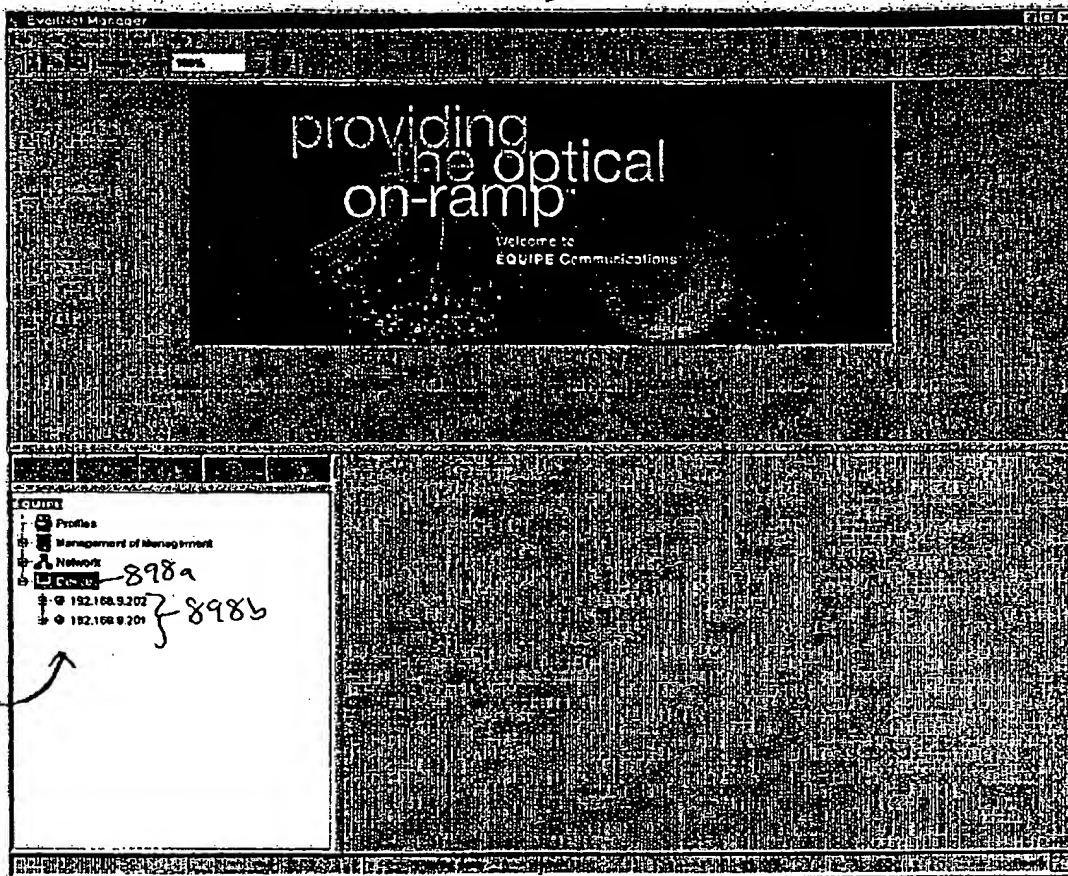 Manager
100%
providing
the optical
on-ramp
Welcome to
EQUIPE Communications
EQUIPE
Profiles
Management of Management
Network
898a
192.168.9.202
898b
192.168.9.201